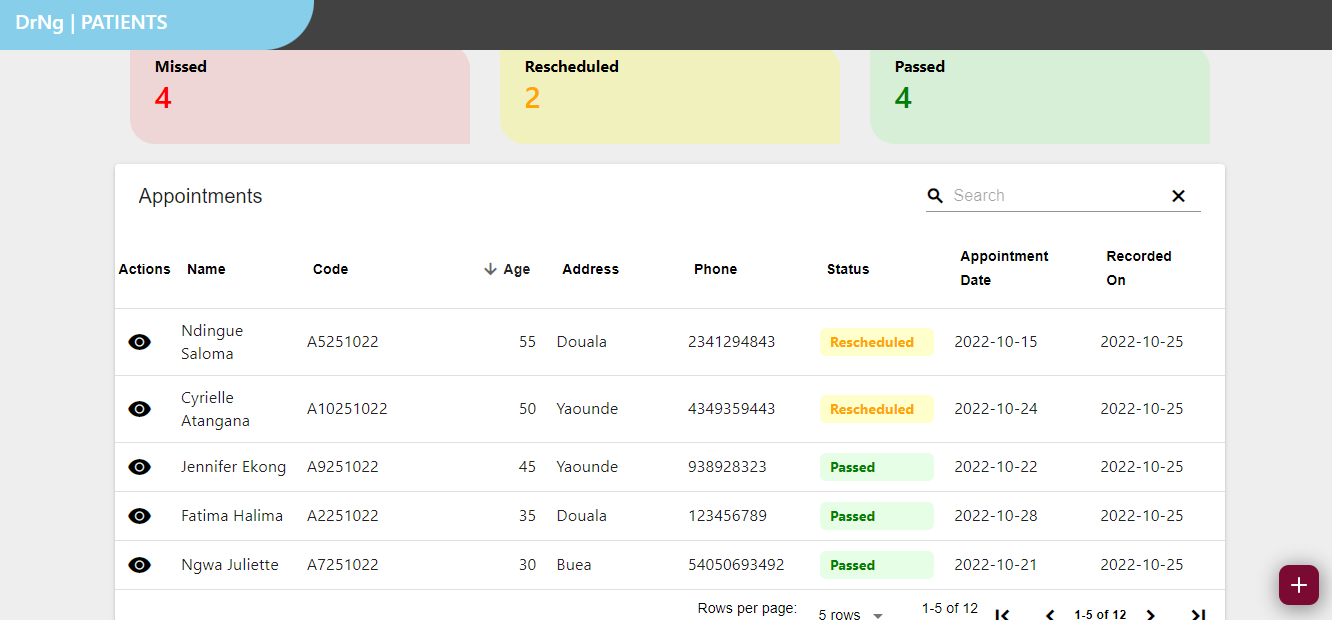 DrNg | PATIENTS
Missed Rescheduled Passed
4 2 4
Appointments Search
Actions Name Code Age Address Phone Status Appointment Date Recorded On
Ndingue Saloma A5251022 55 Douala 2341294843 Rescheduled 2022-10-15 2022-10-25
Cyrielle Atangana A10251022 50 Yaounde 4349359443 Rescheduled 2022-10-24 2022-10-25
Jennifer Ekong A9251022 45 Yaounde 938928323 Passed 2022-10-22 2022-10-25
Fatima Halima A2251022 35 Douala 123456789 Passed 2022-10-28 2022-10-25
Ngwa Juliette A7251022 30 Buea 54050693492 Passed 2022-10-21 2022-10-25
Rows per page: 5 rows 1-5 of 12 1-5 of 12